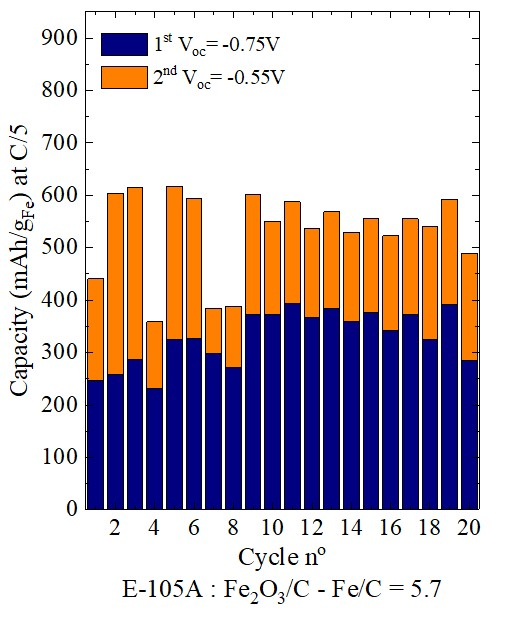 900
800
700
600
500
400
300
200
100
0
Capacity (mAh/g_Fe) at C/5
1st Voc= -0.75V
2nd Voc= -0.55V
2 4 6 8 10 12 14 16 18 20
Cycle nº
E-105A : Fe₂O₃/C - Fe/C = 5.7